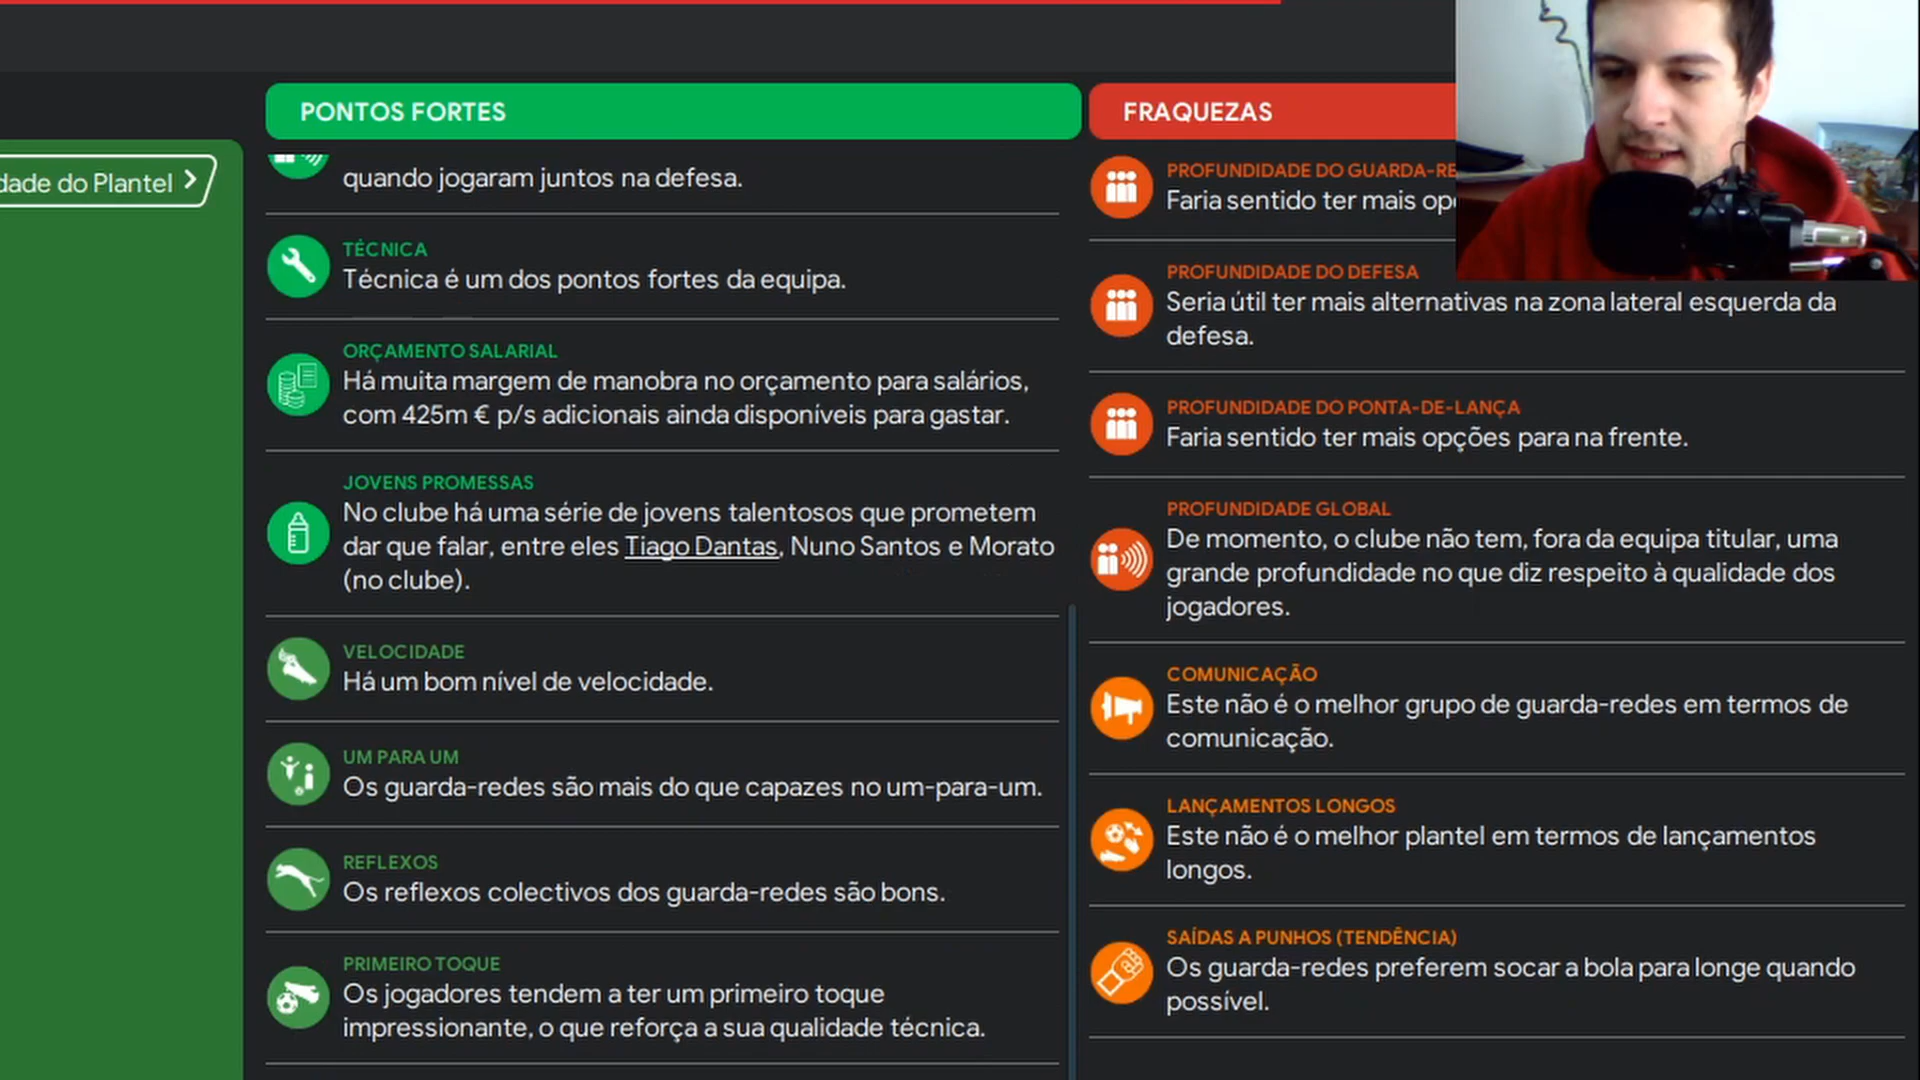 dade do Plantel
PONTOS FORTES
quando jogaram juntos na defesa.
TÉCNICA
Técnica é um dos pontos fortes da equipa.
ORÇAMENTO SALARIAL
Há muita margem de manobra no orçamento para salários,
com 425m € p/s adicionais ainda disponíveis para gastar.
JOVENS PROMESSAS
No clube há uma série de jovens talentosos que prometem
dar que falar, entre eles Tiago Dantas, Nuno Santos e Morato
(no clube).
VELOCIDADE
Há um bom nível de velocidade.
UM PARA UM
Os guarda-redes são mais do que capazes no um-para-um.
REFLEXOS
Os reflexos colectivos dos guarda-redes são bons.
PRIMEIRO TOQUE
Os jogadores tendem a ter um primeiro toque
impressionante, o que reforça a sua qualidade técnica.
FRAQUEZAS
PROFUNDIDADE DO GUARDA-RE
Faria sentido ter mais opç
PROFUNDIDADE DO DEFESA
Seria útil ter mais alternativas na zona lateral esquerda da
defesa.
PROFUNDIDADE DO PONTA-DE-LANÇA
Faria sentido ter mais opções para na frente.
PROFUNDIDADE GLOBAL
De momento, o clube não tem, fora da equipa titular, uma
grande profundidade no que diz respeito à qualidade dos
jogadores.
COMUNICAÇÃO
Este não é o melhor grupo de guarda-redes em termos de
comunicação.
LANÇAMENTOS LONGOS
Este não é o melhor plantel em termos de lançamentos
longos.
SAÍDAS A PUNHOS (TENDÊNCIA)
Os guarda-redes preferem socar a bola para longe quando
possível.